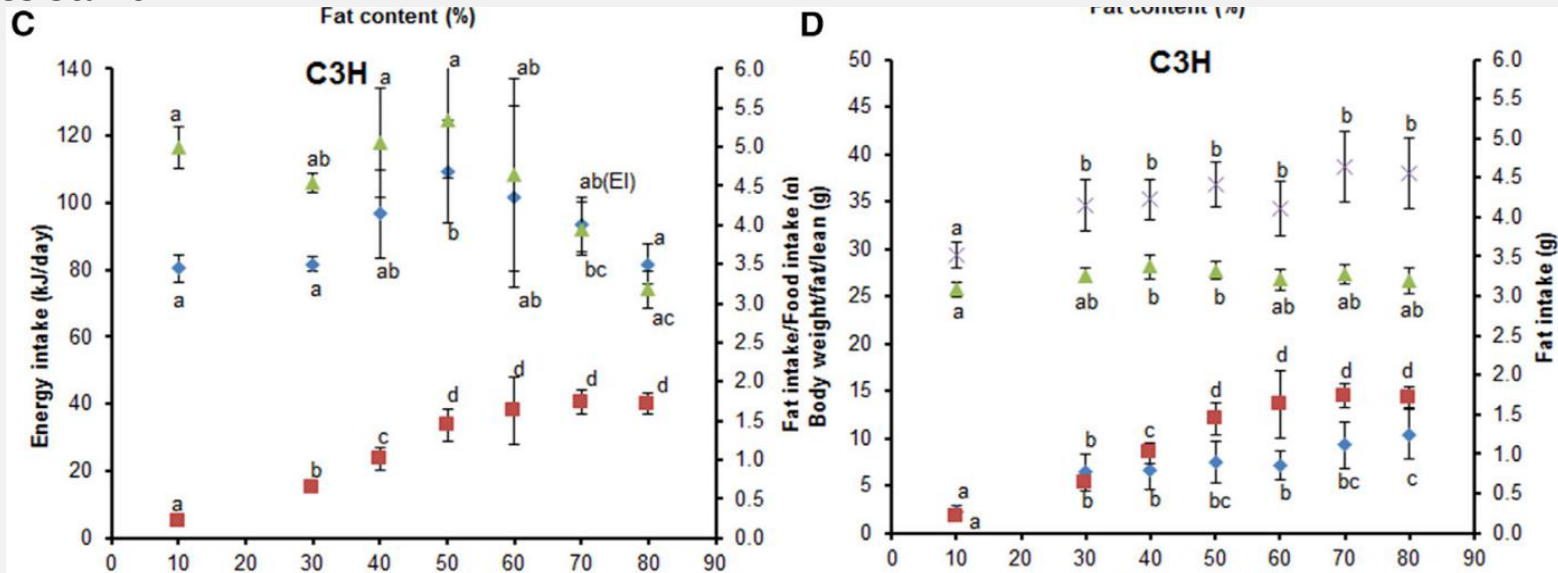 C
Fat content (%)
C3H
Energy intake (kJ/day)
140
120
100
80
60
40
20
0
a
a
ab
a
a
ab
a
b
ab
ab
ab(EI)
bc
a
ac
a
b
c
d
d
d
d
6.0
5.5
5.0
4.5
4.0
3.5
3.0
2.5
2.0
1.5
1.0
0.5
0.0
Fat intake/Food intake (g)
0 10 20 30 40 50 60 70 80 90
D
Fat content (%)
C3H
Body weight/fat/lean (g)
50
45
40
35
30
25
20
15
10
5
0
a
b
b
b
b
b
b
a
ab
b
b
ab
ab
ab
a
a
b
b
c
b
d
bc
d
b
d
bc
d
c
6.0
5.5
5.0
4.5
4.0
3.5
3.0
2.5
2.0
1.5
1.0
0.5
0.0
Fat intake (g)
0 10 20 30 40 50 60 70 80 90